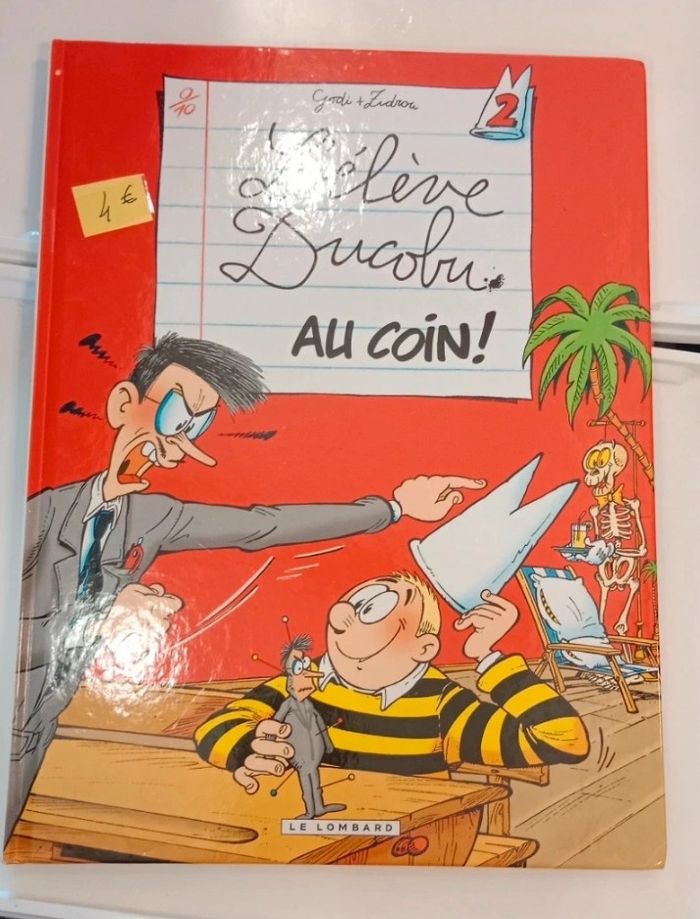 0/10
Godi + Zidrou
2
L'élève
Ducobu
AU COIN!
4 €
LE LOMBARD